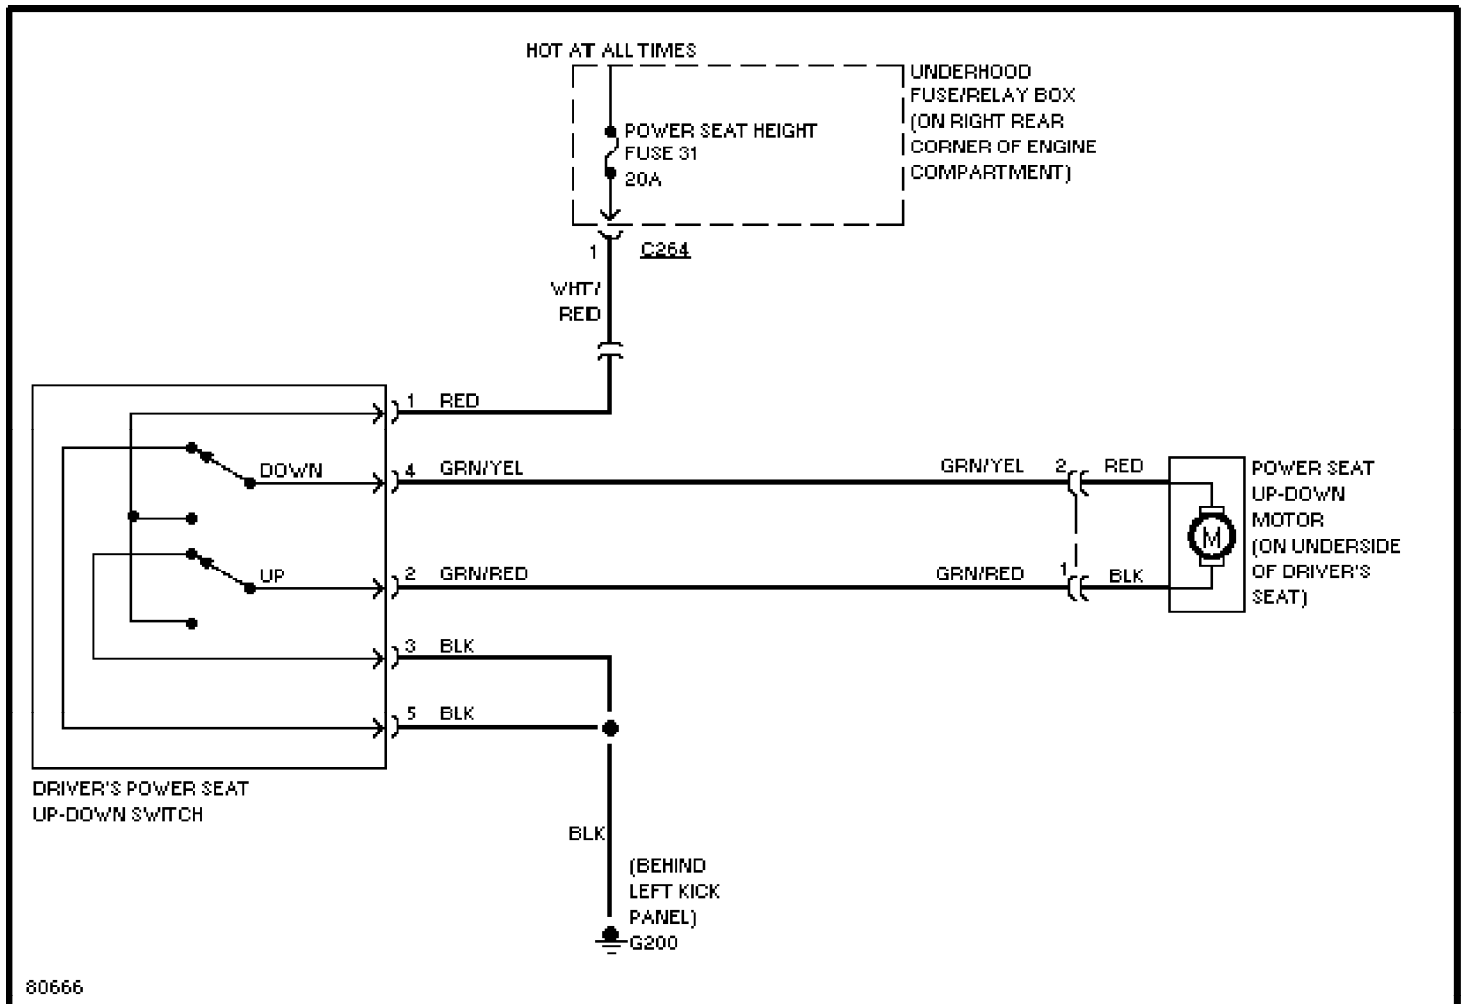 HOT AT ALL TIMES
UNDERHOOD
FUSE/RELAY BOX
(ON RIGHT REAR
CORNER OF ENGINE
COMPARTMENT)
POWER SEAT HEIGHT
FUSE 31
20A
1 C264
WHT/
RED
1 RED
DOWN
4 GRN/YEL
GRN/YEL 2 RED
POWER SEAT
UP-DOWN
MOTOR
(ON UNDERSIDE
OF DRIVER'S
SEAT)
M
UP
2 GRN/RED
GRN/RED 1 BLK
3 BLK
5 BLK
DRIVER'S POWER SEAT
UP-DOWN SWITCH
BLK
(BEHIND
LEFT KICK
PANEL)
G200
80666